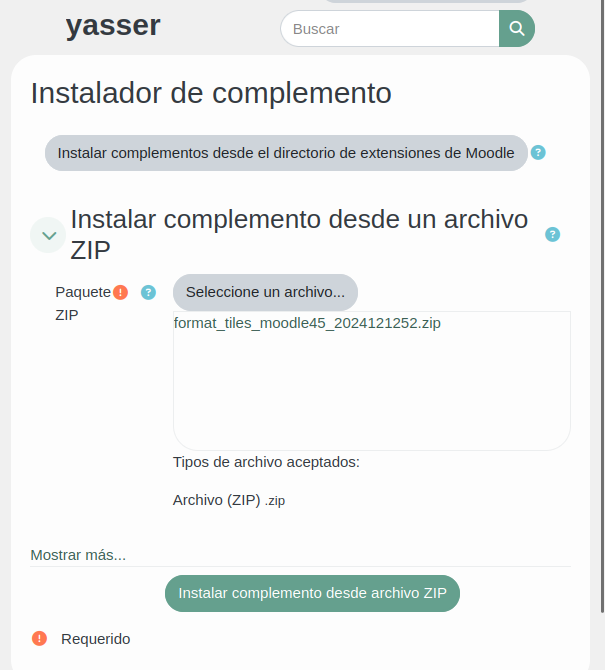 yasser
Buscar
Instalador de complemento
Instalar complementos desde el directorio de extensiones de Moodle
Instalar complemento desde un archivo
ZIP
Paquete
ZIP
Seleccione un archivo...
format_tiles_moodle45_2024121252.zip
Tipos de archivo aceptados:
Archivo (ZIP) .zip
Mostrar más...
Instalar complemento desde archivo ZIP
Requerido